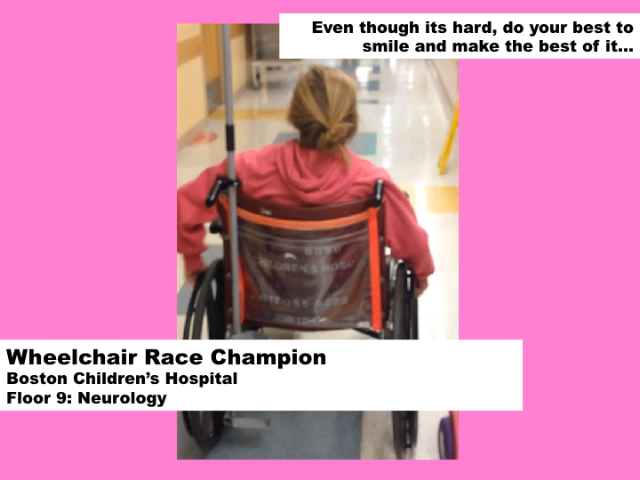 Even though its hard, do your best to
smile and make the best of it...
Wheelchair Race Champion
Boston Children's Hospital
Floor 9: Neurology